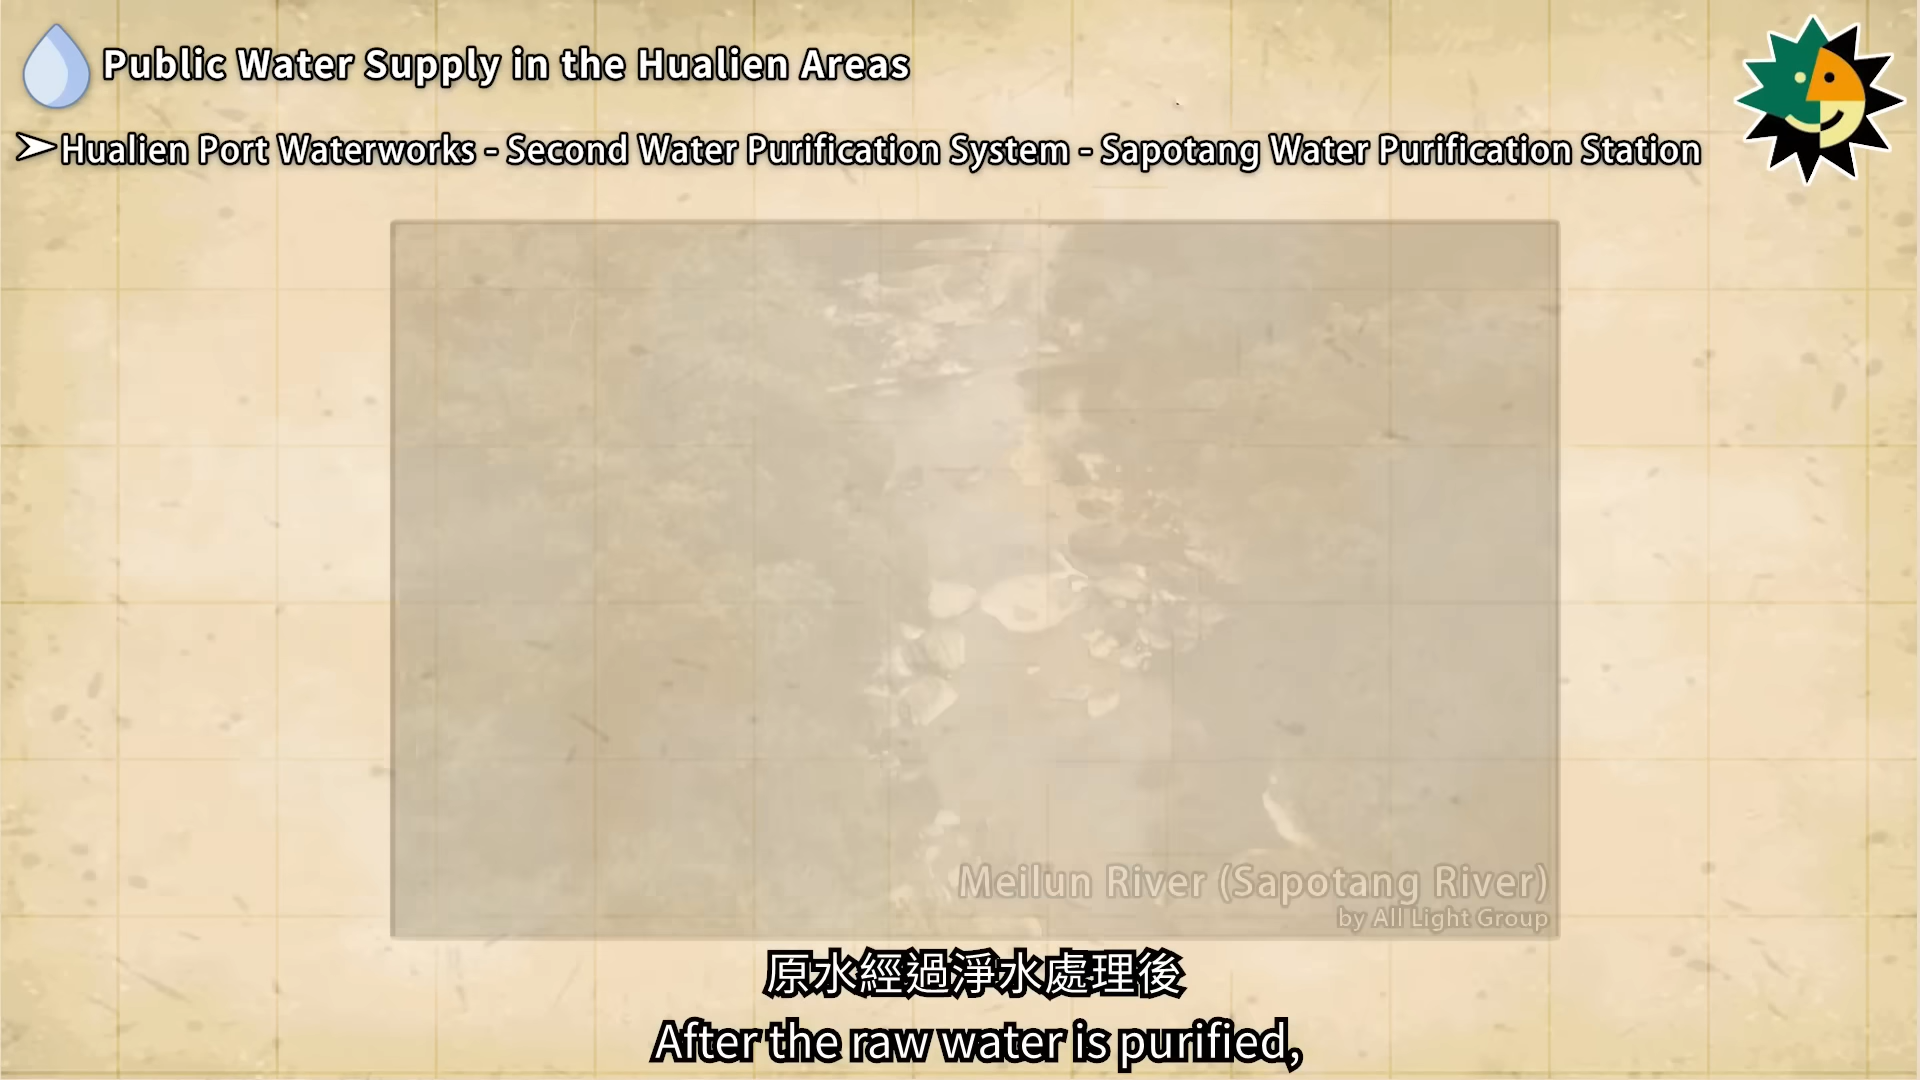 Public Water Supply in the Hualien Areas
Hualien Port Waterworks - Second Water Purification System - Sapotang Water Purification Station
Meilun River (Sapotang River)
by All Light Group
原水經過淨水處理後
After the raw water is purified,